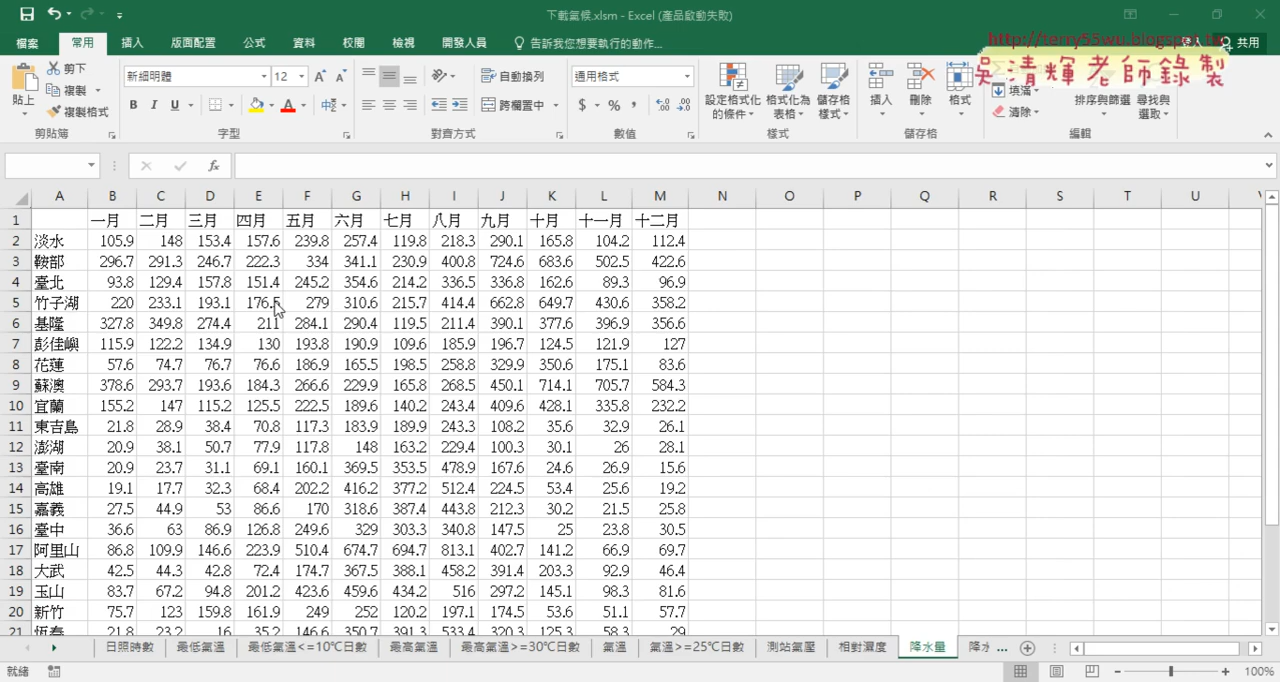 下載氣候.xlsm - Excel (產品啟動失敗)
檔案 常用 插入 版面配置 公式 資料 校閱 檢視 開發人員 告訴我您想要執行的動作... 登入 共用
http://terry55wu.blogspot.tw
吳清輝老師錄製
貼上 剪下 複製 複製格式 剪貼簿
新細明體 12 A A B I U A 中 字型
自動換列 跨欄置中 對齊方式
通用格式 $ % , .00 數值
設定格式化的條件 格式化為表格 儲存格樣式 樣式
插入 刪除 格式 儲存格
填滿 清除 排序與篩選 尋找與選取 編輯
fx
A B C D E F G H I J K L M N O P Q R S T U
1 一月 二月 三月 四月 五月 六月 七月 八月 九月 十月 十一月 十二月
2 淡水 105.9 148 153.4 157.6 239.8 257.4 119.8 218.3 290.1 165.8 104.2 112.4
3 鞍部 296.7 291.3 246.7 222.3 334 341.1 230.9 400.8 724.6 683.6 502.5 422.6
4 臺北 93.8 129.4 157.8 151.4 245.2 354.6 214.2 336.5 336.8 162.6 89.3 96.9
5 竹子湖 220 233.1 193.1 176.5 279 310.6 215.7 414.4 662.8 649.7 430.6 358.2
6 基隆 327.8 349.8 274.4 211 284.1 290.4 119.5 211.4 390.1 377.6 396.9 356.6
7 彭佳嶼 115.9 122.2 134.9 130 193.8 190.9 109.6 185.9 196.7 124.5 121.9 127
8 花蓮 57.6 74.7 76.7 76.6 186.9 165.5 198.5 258.8 329.9 350.6 175.1 83.6
9 蘇澳 378.6 293.7 193.6 184.3 266.6 229.9 165.8 268.5 450.1 714.1 705.7 584.3
10 宜蘭 155.2 147 115.2 125.5 222.5 189.6 140.2 243.4 409.6 428.1 335.8 232.2
11 東吉島 21.8 28.9 38.4 70.8 117.3 183.9 189.9 243.3 108.2 35.6 32.9 26.1
12 澎湖 20.9 38.1 50.7 77.9 117.8 148 163.2 229.4 100.3 30.1 26 28.1
13 臺南 20.9 23.7 31.1 69.1 160.1 369.5 353.5 478.9 167.6 24.6 26.9 15.6
14 高雄 19.1 17.7 32.3 68.4 202.2 416.2 377.2 512.4 224.5 53.4 25.6 19.2
15 嘉義 27.5 44.9 53 86.6 170 318.6 387.4 443.8 212.3 30.2 21.5 25.8
16 臺中 36.6 63 86.9 126.8 249.6 329 303.3 340.8 147.5 25 23.8 30.5
17 阿里山 86.8 109.9 146.6 223.9 510.4 674.7 694.7 813.1 402.7 141.2 66.9 69.7
18 大武 42.5 44.3 42.8 72.4 174.7 367.5 388.1 458.2 391.4 203.3 92.9 46.4
19 玉山 83.7 67.2 94.8 201.2 423.6 459.6 434.2 516 297.2 145.1 98.3 81.6
20 新竹 75.7 123 159.8 161.9 249 252 120.2 197.1 174.5 53.6 51.1 57.7
21 恆春 21.8 23.2 16 35.2 146.6 350.7 391.3 533.4 320.3 125.3 58.3 29
日照時數 最低氣溫 最低氣溫<=10℃日數 最高氣溫 最高氣溫>=30℃日數 氣溫 氣溫>=25℃日數 測站氣壓 相對濕度 降水量 降水 ...
就緒 100%